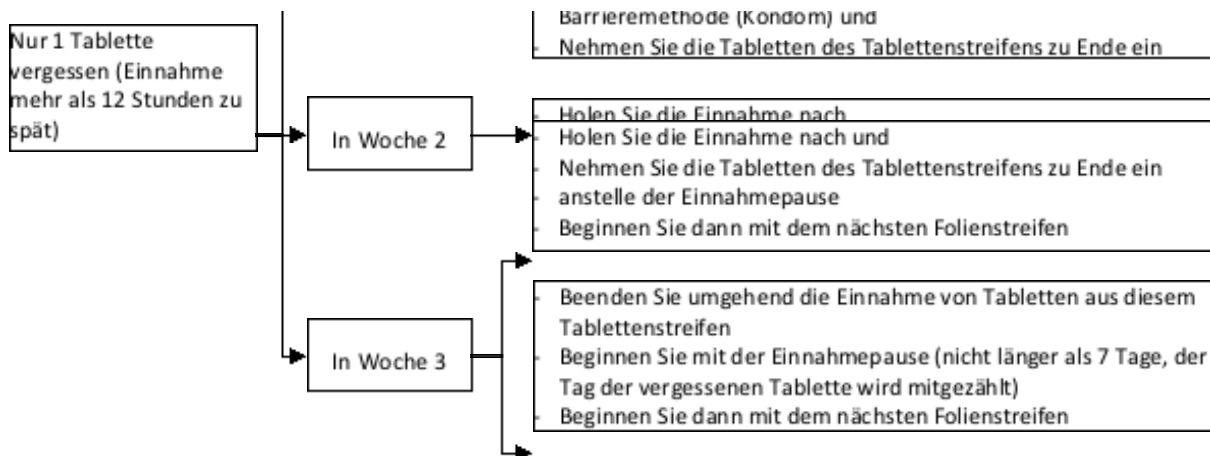 Nur 1 Tablette
vergessen (Einnahme
mehr als 12 Stunden zu
spät)
Barrieremethode (Kondom) und
- Nehmen Sie die Tabletten des Tablettenstreifens zu Ende ein
In Woche 2
- Holen Sie die Einnahme nach
- Holen Sie die Einnahme nach und
- Nehmen Sie die Tabletten des Tablettenstreifens zu Ende ein
- anstelle der Einnahmepause
- Beginnen Sie dann mit dem nächsten Folienstreifen
In Woche 3
- Beenden Sie umgehend die Einnahme von Tabletten aus diesem
Tablettenstreifen
- Beginnen Sie mit der Einnahmepause (nicht länger als 7 Tage, der
Tag der vergessenen Tablette wird mitgezählt)
- Beginnen Sie dann mit dem nächsten Folienstreifen